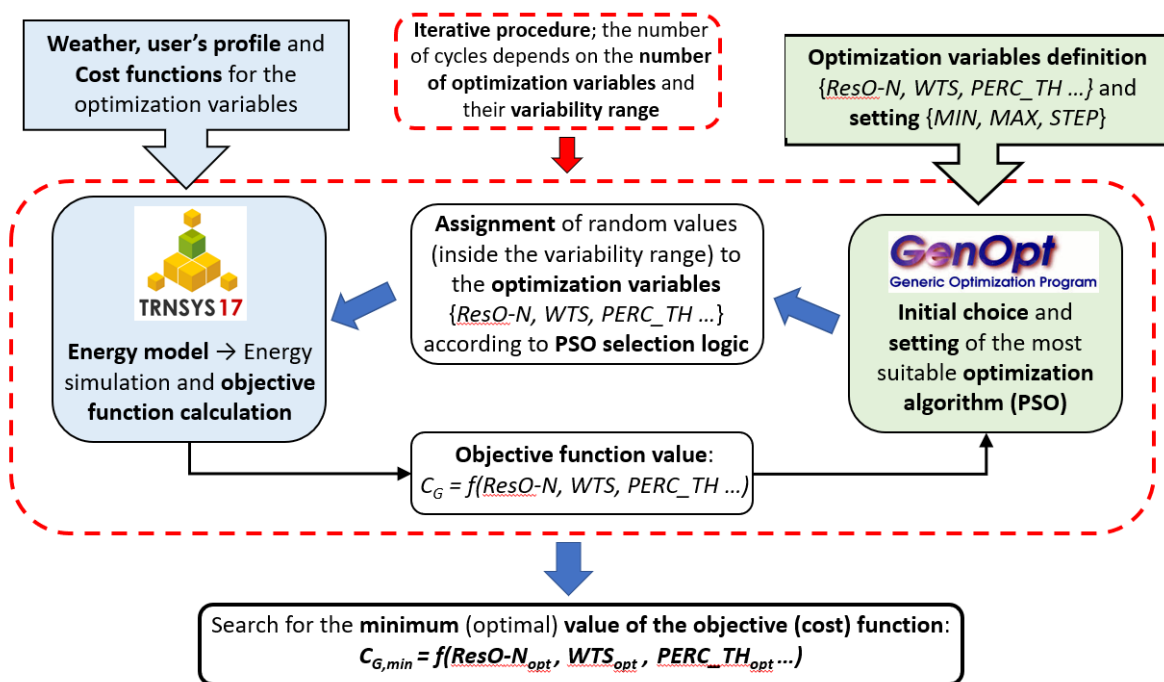 Weather, user's profile and
Cost functions for the
optimization variables
Iterative procedure; the number
of cycles depends on the number
of optimization variables and
their variability range
Optimization variables definition
{ResO-N, WTS, PERC_TH ...} and
setting {MIN, MAX, STEP}
TRNSYS 17
Energy model → Energy
simulation and objective
function calculation
Assignment of random values
(inside the variability range) to
the optimization variables
{ResO-N, WTS, PERC_TH ...}
according to PSO selection logic
GenOpt
Generic Optimization Program
Initial choice and
setting of the most
suitable optimization
algorithm (PSO)
Objective function value:
C_G = f(ResO-N, WTS, PERC_TH ...)
Search for the minimum (optimal) value of the objective (cost) function:
C_G,min = f(ResO-N_opt, WTS_opt, PERC_TH_opt ...)